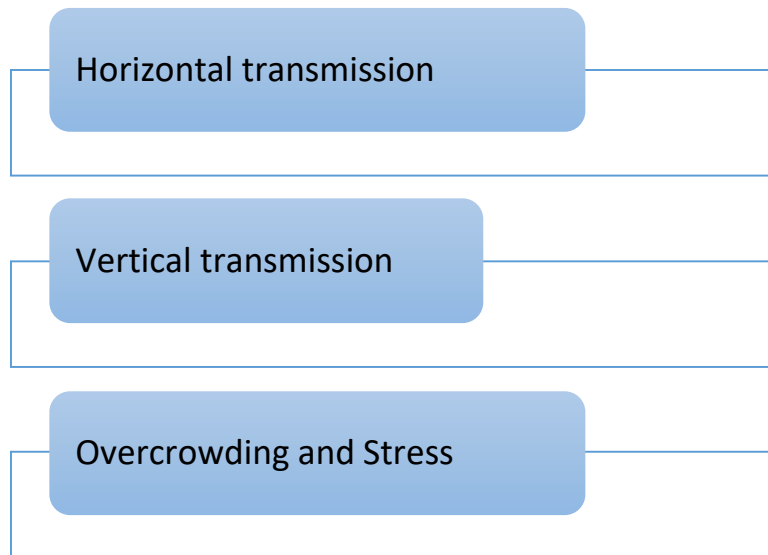 Horizontal transmission
Vertical transmission
Overcrowding and Stress